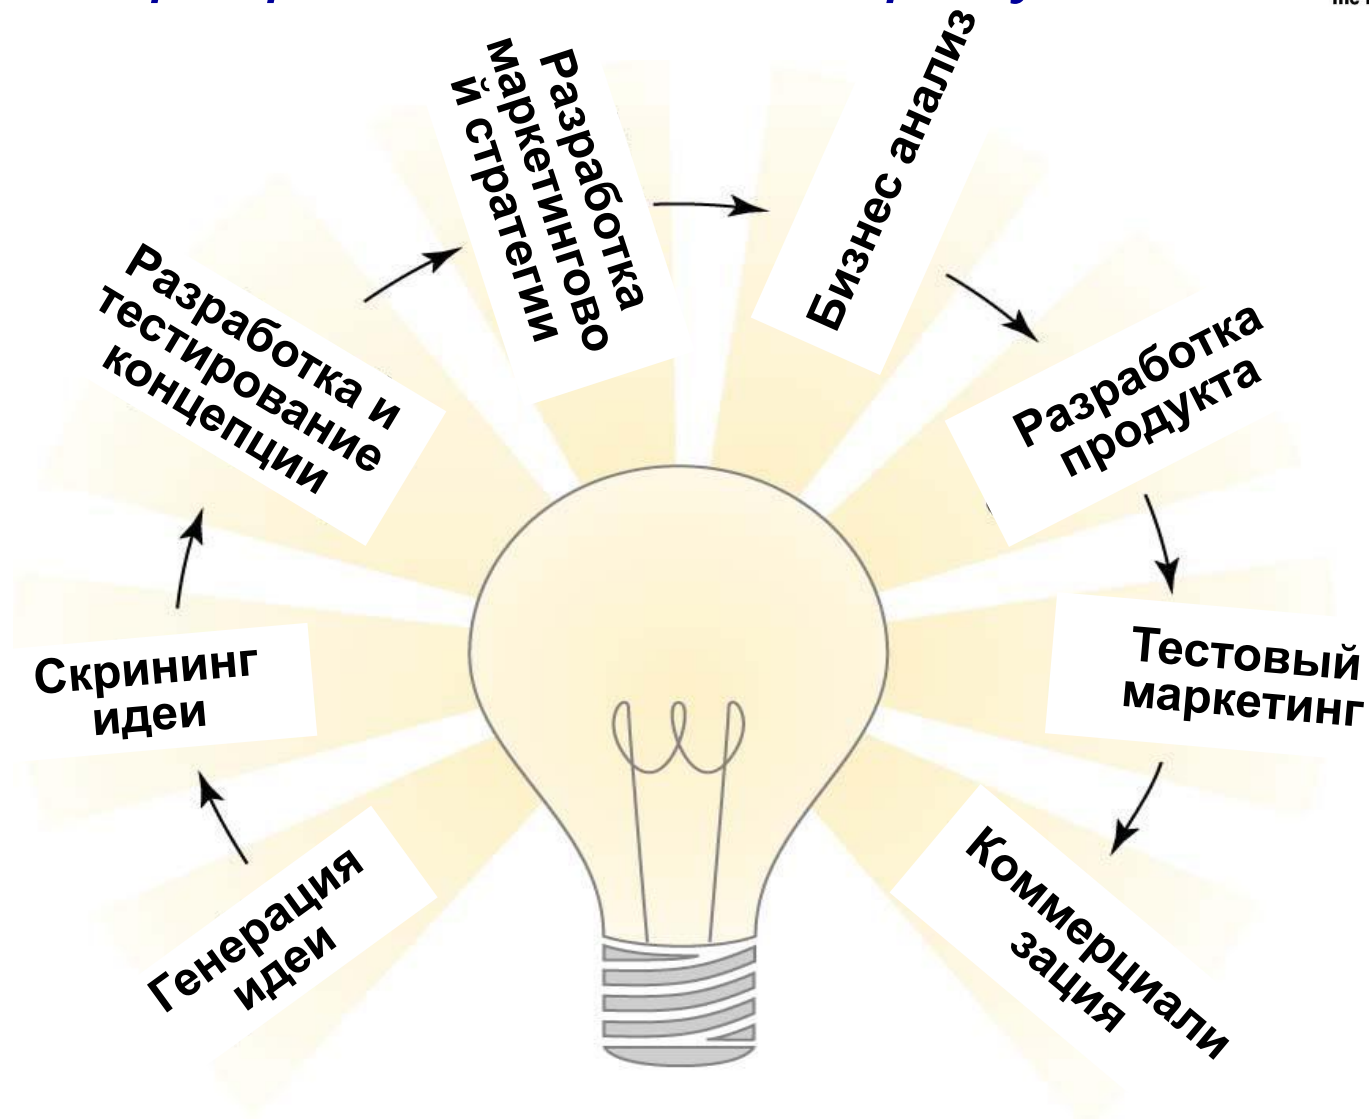 Генерация
идеи
Скрининг
идеи
Разработка и
тестирование
концепции
Разработка
маркетингово
й стратегии
Бизнес анализ
Разработка
продукта
Тестовый
маркетинг
Коммерциали
зация